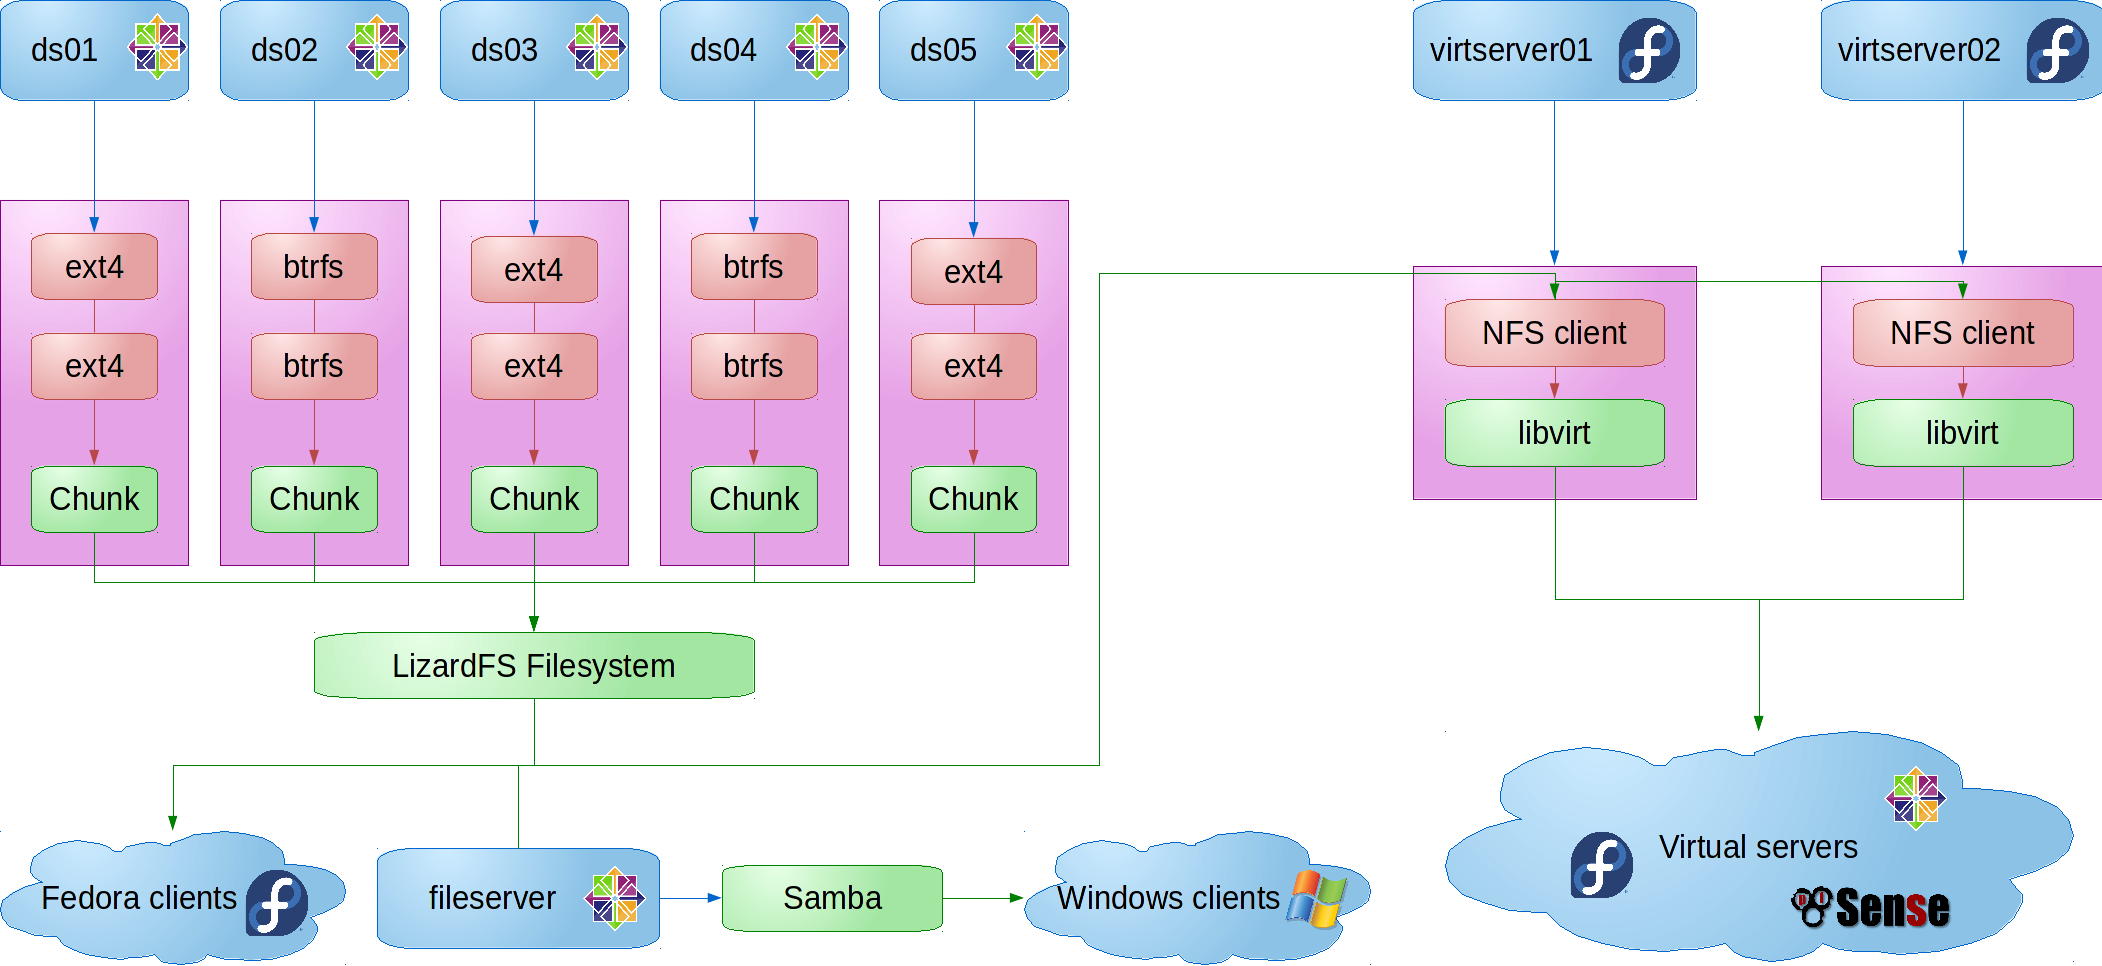 ds01
ds02
ds03
ds04
ds05
virtserver01
virtserver02
ext4
btrfs
ext4
btrfs
ext4
NFS client
NFS client
ext4
btrfs
ext4
btrfs
ext4
libvirt
libvirt
Chunk
Chunk
Chunk
Chunk
Chunk
LizardFS Filesystem
Fedora clients
fileserver
Samba
Windows clients
Virtual servers
pfSense